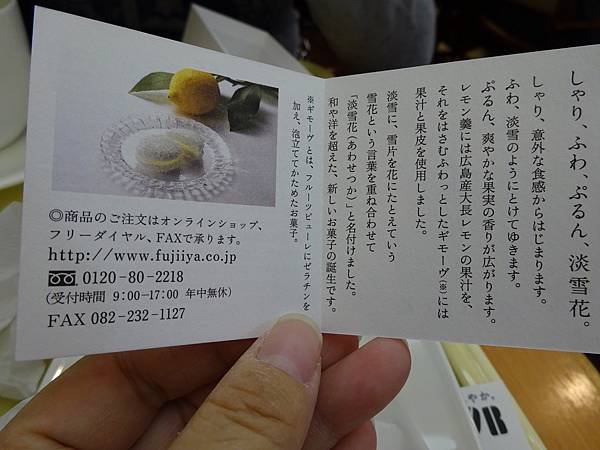 しゃり、ふわ、ぷるん、淡雪花。
しゃり、意外な食感からはじまります。
ふわ、淡雪のようにとけてゆきます。
ぷるん、爽やかな果実の香りが広がります。
レモン羹には広島産大長レモンの果汁を、
それをはさむふわっとしたギモーヴ(※)には
果汁と果皮を使用しました。
淡雪に、雪片を花にたとえていう
雪花という言葉を重ね合わせて
「淡雪花(あわせつか)」と名付けました。
和や洋を超えた、新しいお菓子の誕生です。
※ギモーヴとは、フルーツピューレにゼラチンを
加え、泡立ててかためたお菓子。
◎商品のご注文はオンラインショップ、
フリーダイヤル、FAXで承ります。
http://www.fujiiya.co.jp
0120-80-2218
(受付時間 9:00-17:00 年中無休)
FAX 082-232-1127
やか。